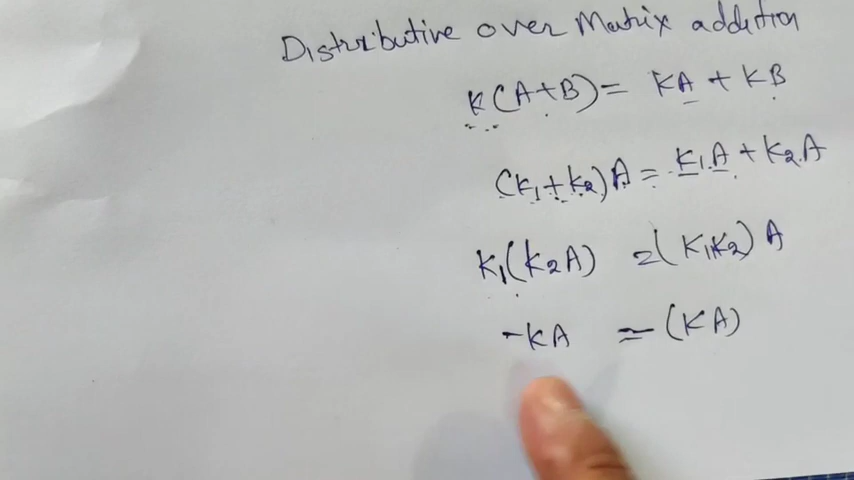 Distributive over Matrix addition
K(A+B) = KA + KB
(K₁+K₂)A = K₁A + K₂A
K₁(K₂A) = (K₁K₂) A
-KA = (KA)